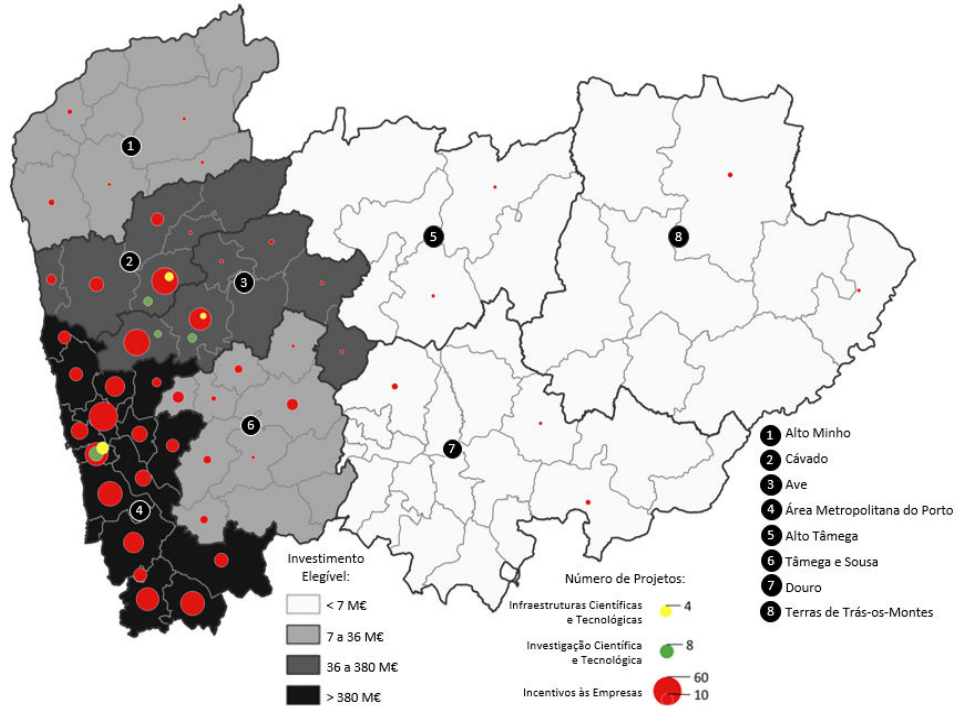 1
2
3
4
5
6
7
8
1 Alto Minho
2 Cávado
3 Ave
4 Área Metropolitana do Porto
5 Alto Tâmega
6 Tâmega e Sousa
7 Douro
8 Terras de Trás-os-Montes
Investimento
Elegível:
< 7 M€
7 a 36 M€
36 a 380 M€
> 380 M€
Número de Projetos:
Infraestruturas Científicas
e Tecnológicas
4
Investigação Científica
e Tecnológica
8
Incentivos às Empresas
60
10